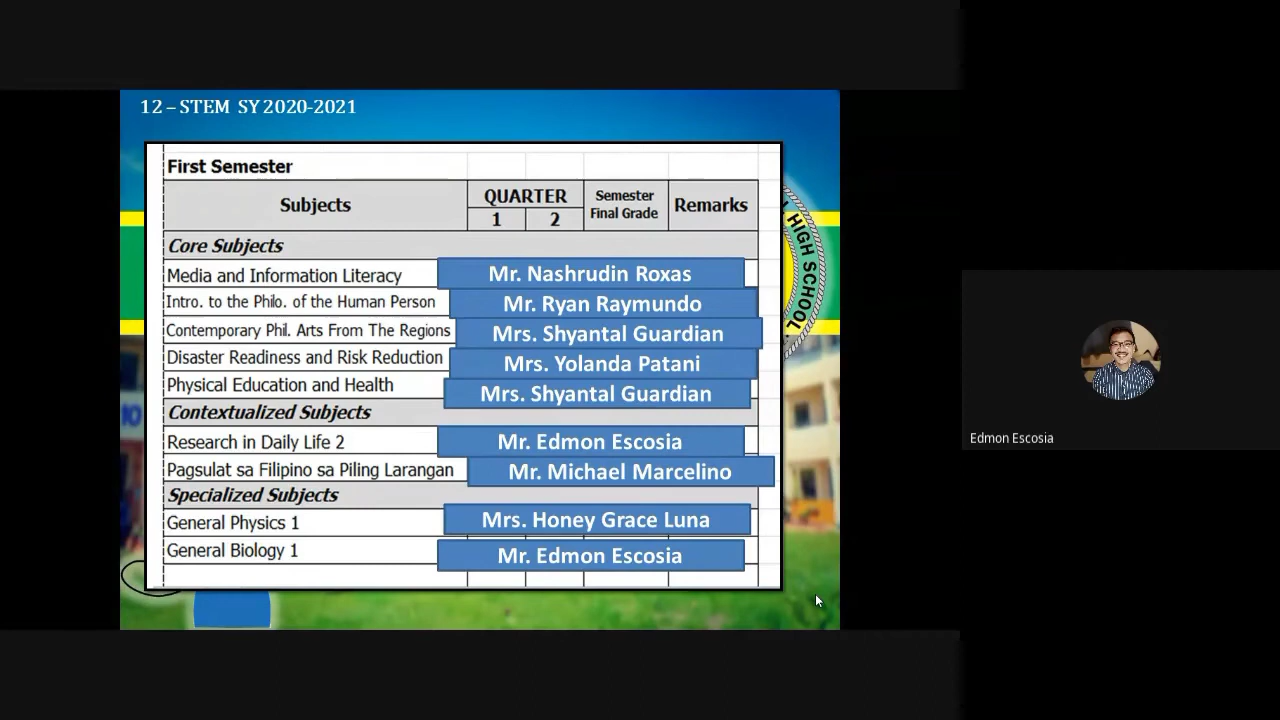 12 – STEM SY 2020-2021
First Semester
Subjects
QUARTER
1 2
Semester
Final Grade
Remarks
Core Subjects
Media and Information Literacy Mr. Nashrudin Roxas
Intro. to the Philo. of the Human Person Mr. Ryan Raymundo
Contemporary Phil. Arts From The Regions Mrs. Shyantal Guardian
Disaster Readiness and Risk Reduction Mrs. Yolanda Patani
Physical Education and Health Mrs. Shyantal Guardian
Contextualized Subjects
Research in Daily Life 2 Mr. Edmon Escosia
Pagsulat sa Filipino sa Piling Larangan Mr. Michael Marcelino
Specialized Subjects
General Physics 1 Mrs. Honey Grace Luna
General Biology 1 Mr. Edmon Escosia
HIGH SCHOOL
10
Edmon Escosia